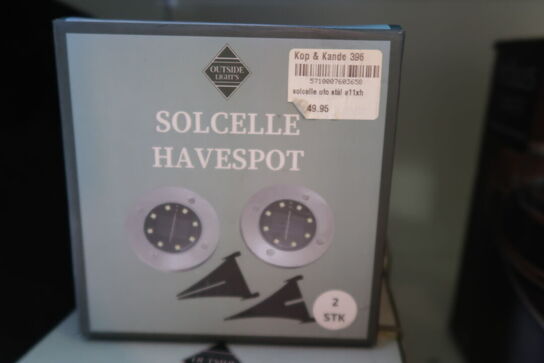 OUTSIDE
LIGHTS
Kop & Kande 396
5710007603650
solcelle ufo stål ø11xh
49.95
SOLCELLE
HAVESPOT
2
STK